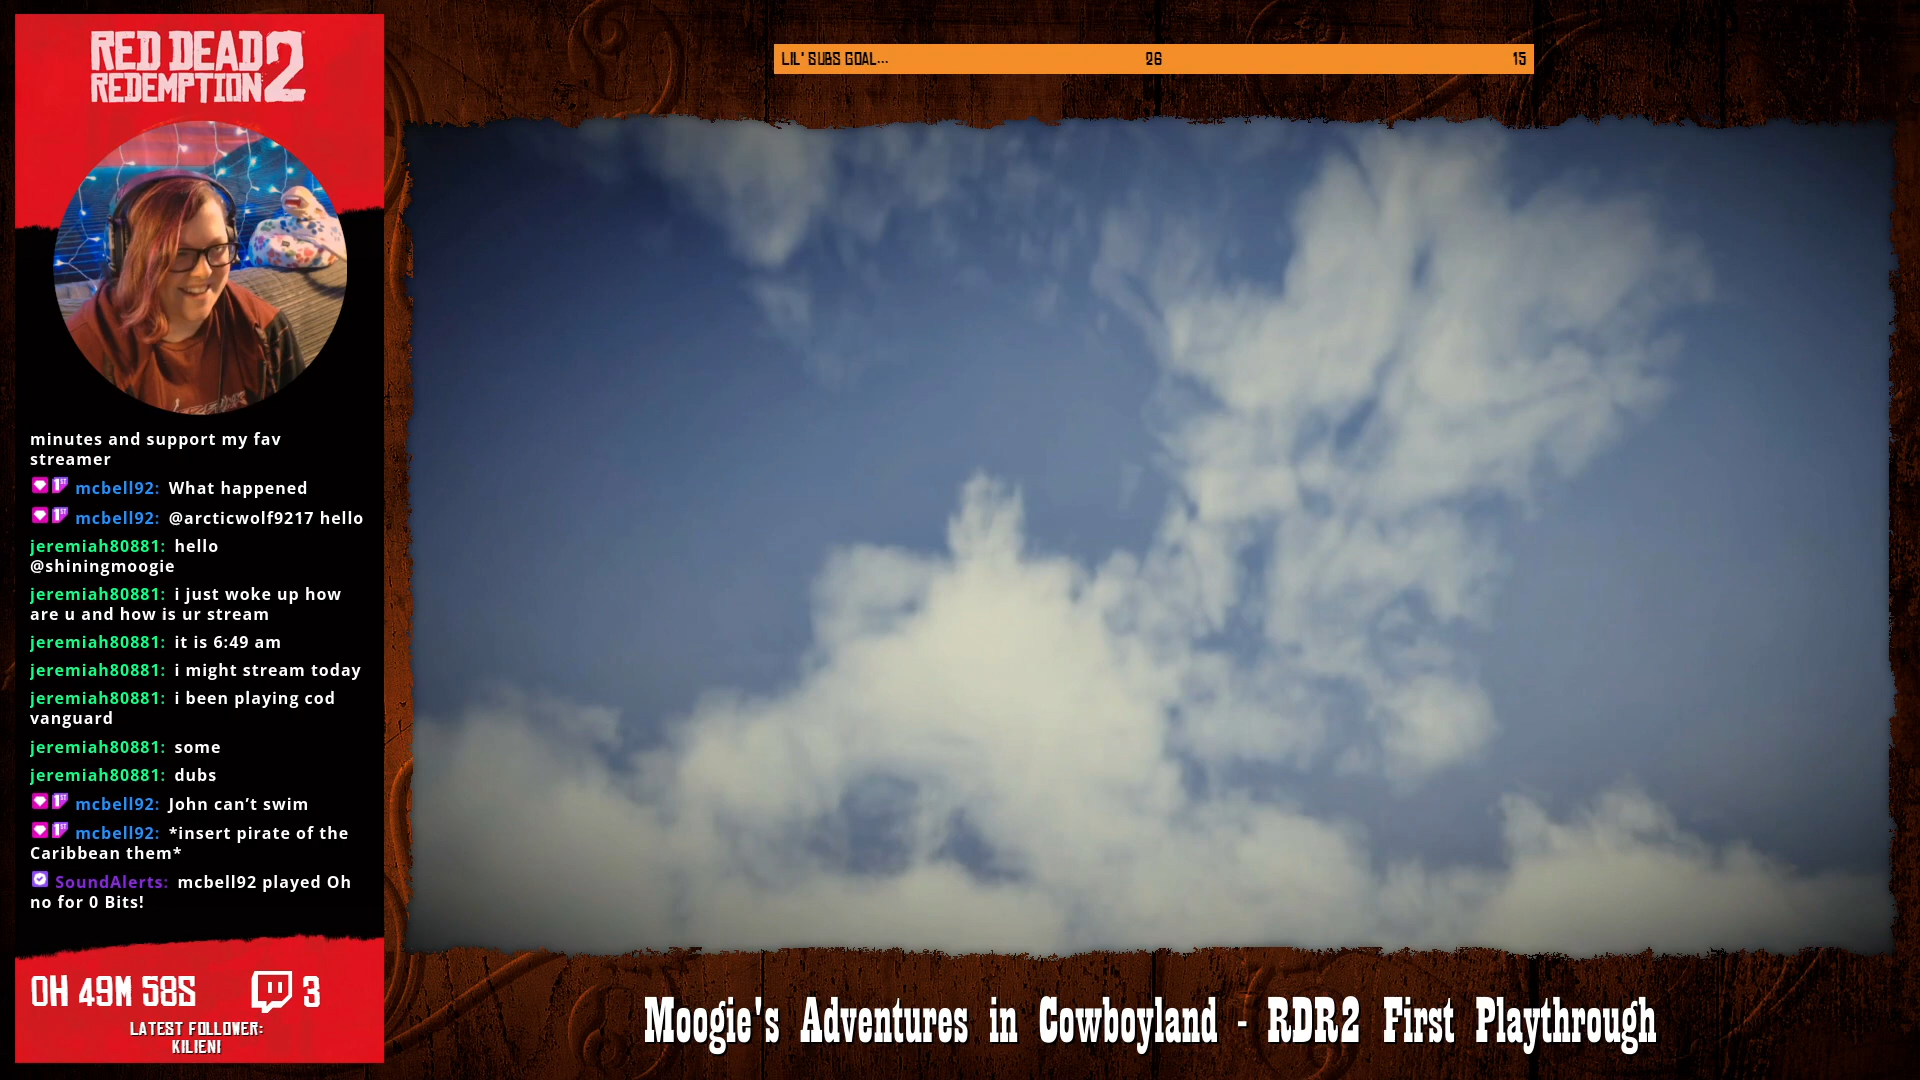 RED DEAD
REDEMPTION 2
LIL' SUBS GOAL... 26 15
minutes and support my fav
streamer
mcbell92: What happened
mcbell92: @arcticwolf9217 hello
jeremiah80881: hello
@shiningmoogie
jeremiah80881: i just woke up how
are u and how is ur stream
jeremiah80881: it is 6:49 am
jeremiah80881: i might stream today
jeremiah80881: i been playing cod
vanguard
jeremiah80881: some
jeremiah80881: dubs
mcbell92: John can’t swim
mcbell92: *insert pirate of the
Caribbean them*
SoundAlerts: mcbell92 played Oh
no for 0 Bits!
0H 49M 58S 3
LATEST FOLLOWER:
KILIENI
Moogie's Adventures in Cowboyland - RDR2 First Playthrough